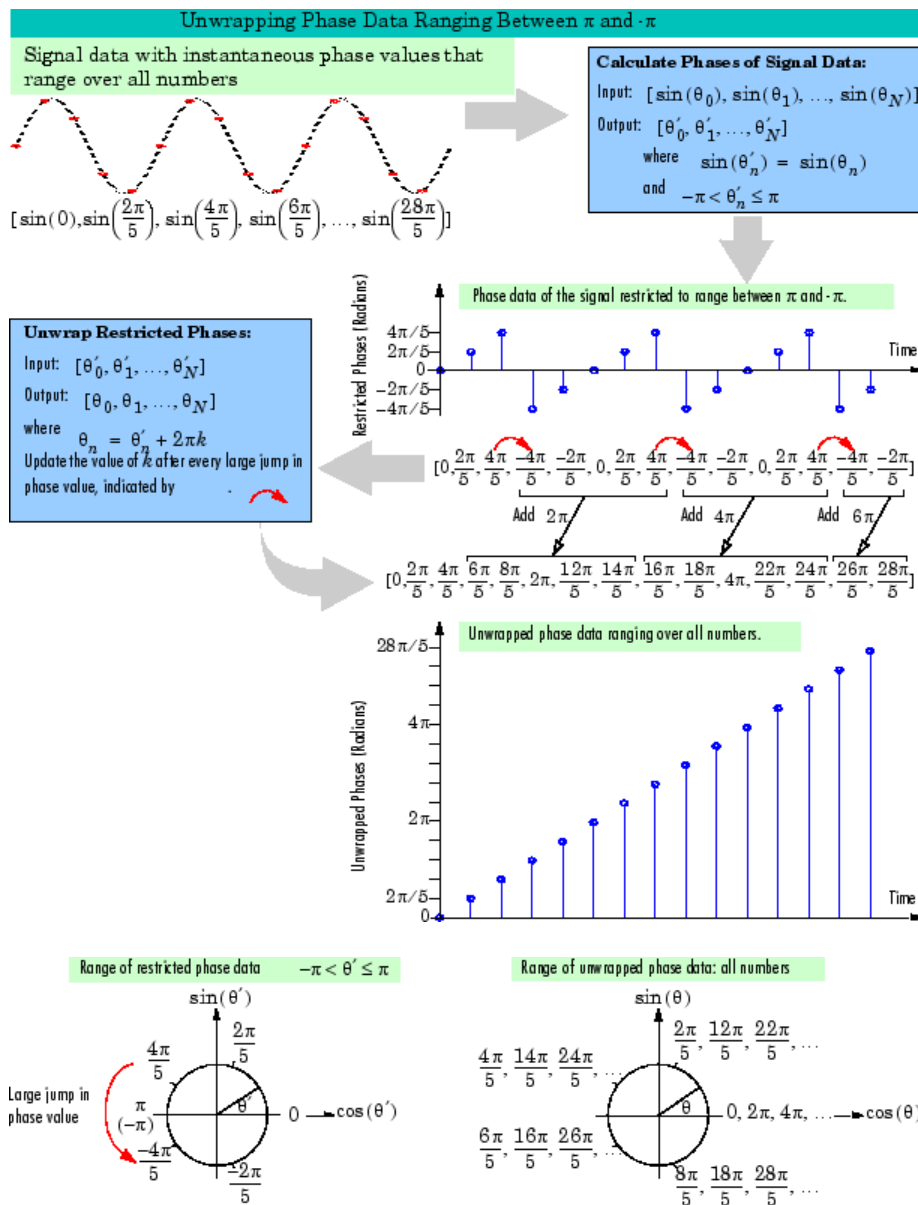 Unwrapping Phase Data Ranging Between π and -π
Signal data with instantaneous phase values that
range over all numbers
[sin(0), sin(2π/5), sin(4π/5), sin(6π/5), ..., sin(28π/5)]
Calculate Phases of Signal Data:
Input: [sin(θ₀), sin(θ₁), ..., sin(θ_N)]
Output: [θ′₀, θ′₁, ..., θ′_N]
where sin(θ′ₙ) = sin(θₙ)
and -π < θ′ₙ ≤ π
Phase data of the signal restricted to range between π and -π.
Restricted Phases (Radians)
4π/5
2π/5
0
-2π/5
-4π/5
Time
Unwrap Restricted Phases:
Input: [θ′₀, θ′₁, ..., θ′_N]
Output: [θ₀, θ₁, ..., θ_N]
where
θₙ = θ′ₙ + 2πk
Update the value of k after every large jump in
phase value, indicated by .
[0, 2π/5, 4π/5, -4π/5, -2π/5, 0, 2π/5, 4π/5, -4π/5, -2π/5, 0, 2π/5, 4π/5, -4π/5, -2π/5]
Add 2π Add 4π Add 6π
[0, 2π/5, 4π/5, 6π/5, 8π/5, 2π, 12π/5, 14π/5, 16π/5, 18π/5, 4π, 22π/5, 24π/5, 26π/5, 28π/5]
Unwrapped phase data ranging over all numbers.
Unwrapped Phases (Radians)
28π/5
4π
2π
2π/5
0
Time
Range of restricted phase data -π < θ′ ≤ π
sin(θ′)
2π/5
4π/5
Large jump in
phase value
π
(-π)
θ′
0
cos(θ′)
-4π/5
-2π/5
Range of unwrapped phase data: all numbers
sin(θ)
2π/5, 12π/5, 22π/5, ...
4π/5, 14π/5, 24π/5, ...
θ
0, 2π, 4π, ... cos(θ)
6π/5, 16π/5, 26π/5, ...
8π/5, 18π/5, 28π/5, ...